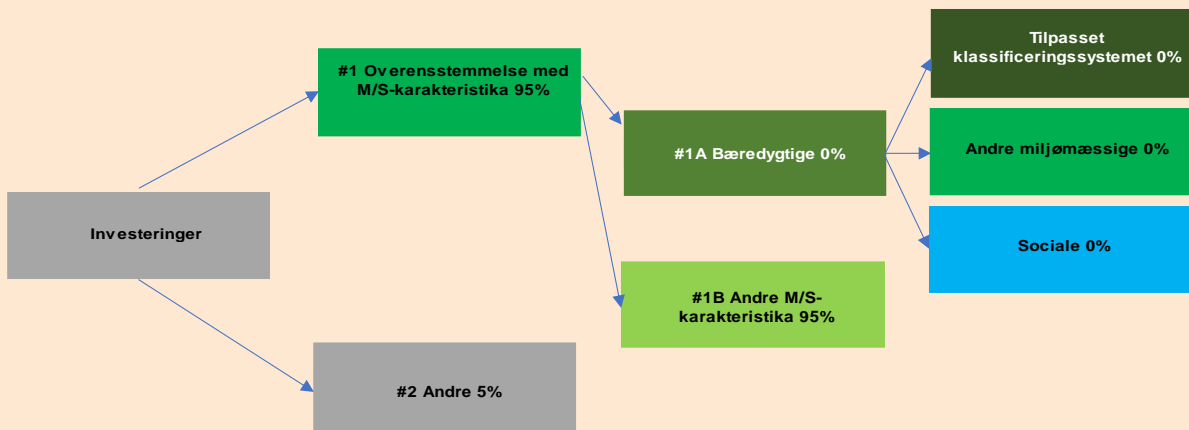 Investeringer
#1 Overensstemmelse med
M/S-karakteristika 95%
#2 Andre 5%
#1A Bæredygtige 0%
#1B Andre M/S-
karakteristika 95%
Tilpasset
klassificeringssystemet 0%
Andre miljømæssige 0%
Sociale 0%